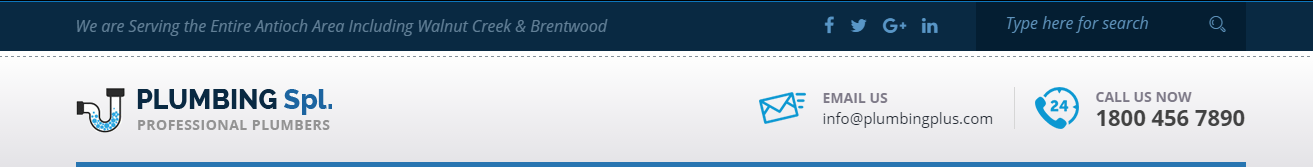 We are Serving the Entire Antioch Area Including Walnut Creek & Brentwood
Type here for search
PLUMBING Spl.
PROFESSIONAL PLUMBERS
EMAIL US
info@plumbingplus.com
24
CALL US NOW
1800 456 7890